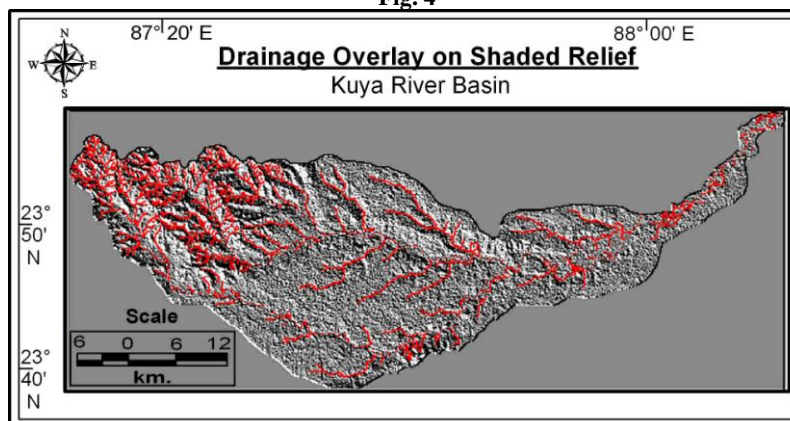 Fig. 4
87° 20' E
88° 00' E
N
W E
S
Drainage Overlay on Shaded Relief
Kuya River Basin
23°
50'
N
Scale
6 0 6 12
km.
23°
40'
N